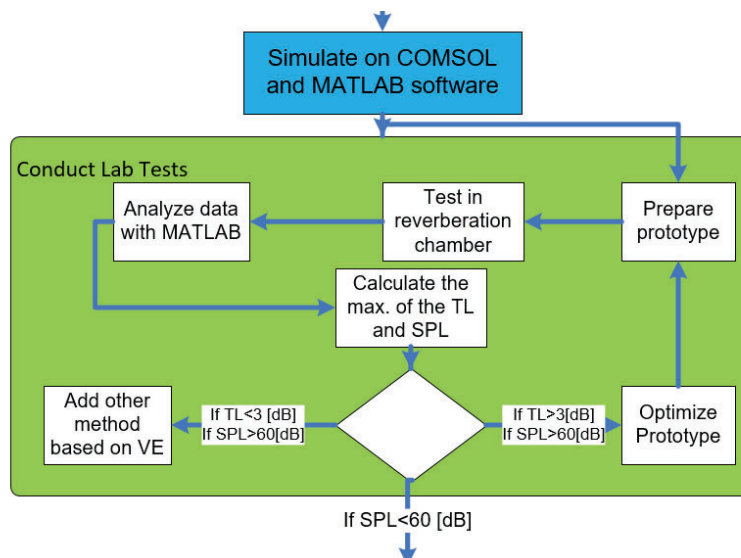 Simulate on COMSOL
and MATLAB software
Conduct Lab Tests
Analyze data
with MATLAB
Test in
reverberation
chamber
Prepare
prototype
Calculate the
max. of the TL
and SPL
Add other
method
based on VE
If TL<3 [dB]
If SPL>60[dB]
If TL>3[dB]
If SPL>60[dB]
Optimize
Prototype
If SPL<60 [dB]